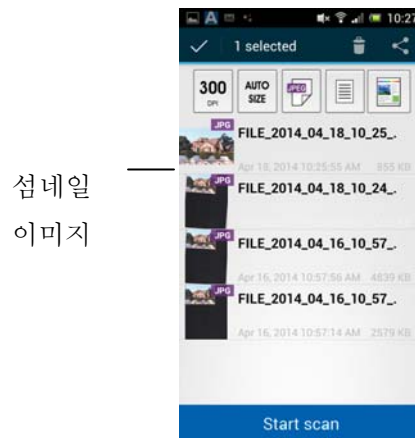 10:27
1 selected
300
DPI
AUTO
SIZE
JPEG
JPG
FILE_2014_04_18_10_25_.
Apr 18, 2014 10:25:55 AM 855 KB
섬네일
이미지
JPG
FILE_2014_04_18_10_24_.
JPG
FILE_2014_04_16_10_57_.
Apr 16, 2014 10:57:56 AM 4839 KB
JPG
FILE_2014_04_16_10_57_.
Apr 16, 2014 10:57:14 AM 2579 KB
Start scan